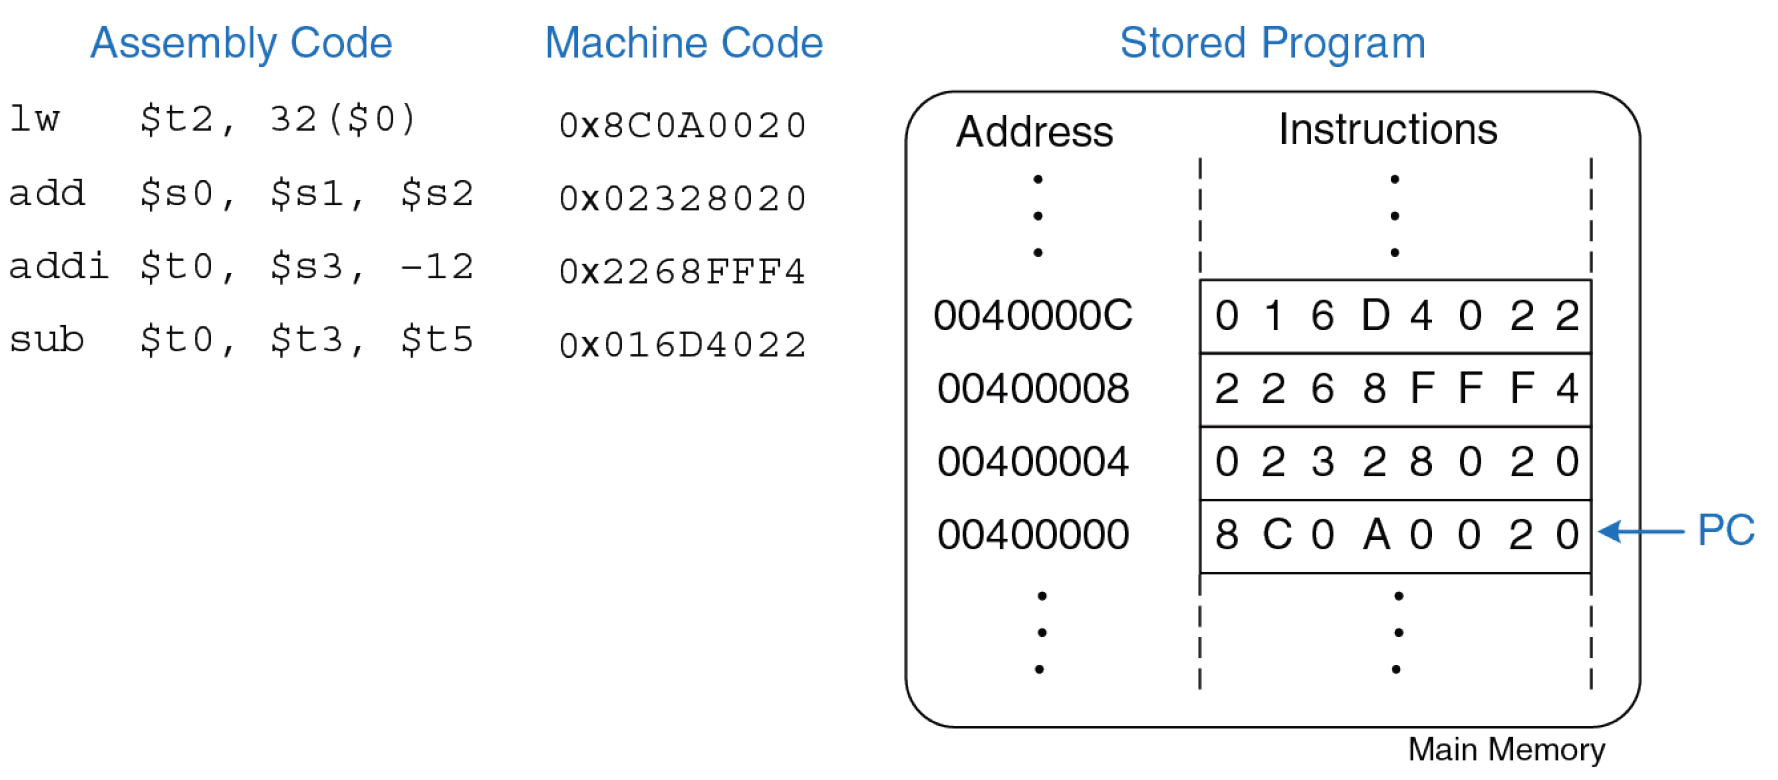 Assembly Code Machine Code Stored Program
lw $t2, 32($0) 0x8C0A0020
add $s0, $s1, $s2 0x02328020
addi $t0, $s3, −12 0x2268FFF4
sub $t0, $t3, $t5 0x016D4022
Address Instructions
0040000C 0 1 6 D 4 0 2 2
00400008 2 2 6 8 F F F 4
00400004 0 2 3 2 8 0 2 0
00400000 8 C 0 A 0 0 2 0 PC
Main Memory